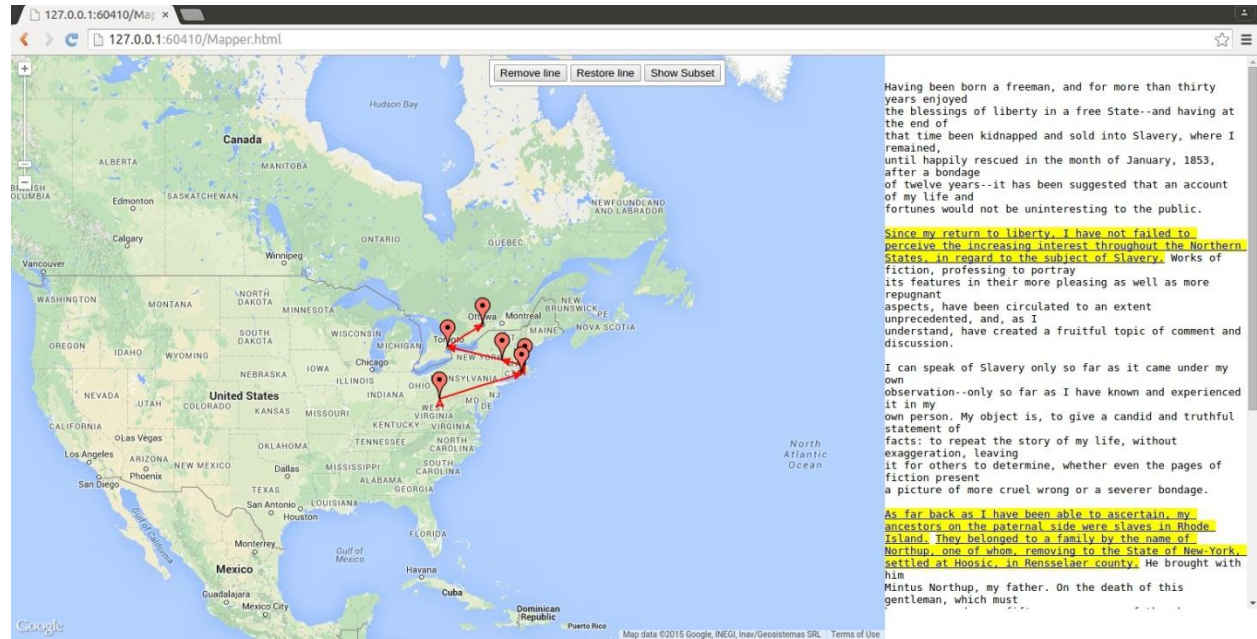 127.0.0.1:60410/Map
127.0.0.1:60410/Mapper.html
Remove line Restore line Show Subset
Hudson Bay
Canada
ALBERTA
MANITOBA
BRITISH
COLUMBIA
SASKATCHEWAN
Edmonton
NEWFOUNDLAND
AND LABRADOR
Calgary
ONTARIO
QUEBEC
Winnipeg
Vancouver
WASHINGTON
MONTANA
NORTH
DAKOTA
MINNESOTA
Ottawa
Montreal
NEW
BRUNSWICK
PE
NOVA SCOTIA
MAINE
OREGON
IDAHO
WYOMING
SOUTH
DAKOTA
WISCONSIN
MICHIGAN
Toronto
NEW YORK
Chicago
NEBRASKA
IOWA
ILLINOIS
INDIANA
OHIO
PENNSYLVANIA
CT
MD
NJ
DE
NEVADA
UTAH
COLORADO
United States
KANSAS
MISSOURI
WEST
VIRGINIA
KENTUCKY
VIRGINIA
CALIFORNIA
Las Vegas
OKLAHOMA
TENNESSEE
NORTH
CAROLINA
Los Angeles
ARIZONA
NEW MEXICO
Phoenix
San Diego
Dallas
MISSISSIPPI
ALABAMA
SOUTH
CAROLINA
TEXAS
GEORGIA
San Antonio
LOUISIANA
Houston
Gulf of
California
FLORIDA
Monterrey
Gulf of
Mexico
Mexico
Havana
Cuba
Guadalajara
Mexico City
Dominican
Republic
Puerto Rico
North
Atlantic
Ocean
Google
Map data ©2015 Google, INEGI, Inav/Geosistemas SRL Terms of Use
Having been born a freeman, and for more than thirty
years enjoyed
the blessings of liberty in a free State--and having at
the end of
that time been kidnapped and sold into Slavery, where I
remained,
until happily rescued in the month of January, 1853,
after a bondage
of twelve years--it has been suggested that an account
of my life and
fortunes would not be uninteresting to the public.
Since my return to liberty, I have not failed to
perceive the increasing interest throughout the Northern
States, in regard to the subject of Slavery. Works of
fiction, professing to portray
its features in their more pleasing as well as more
repugnant
aspects, have been circulated to an extent
unprecedented, and, as I
understand, have created a fruitful topic of comment and
discussion.
I can speak of Slavery only so far as it came under my
own
observation--only so far as I have known and experienced
it in my
own person. My object is, to give a candid and truthful
statement of
facts: to repeat the story of my life, without
exaggeration, leaving
it for others to determine, whether even the pages of
fiction present
a picture of more cruel wrong or a severer bondage.
As far back as I have been able to ascertain, my
ancestors on the paternal side were slaves in Rhode
Island. They belonged to a family by the name of
Northup, one of whom, removing to the State of New-York,
settled at Hoosic, in Rensselaer county. He brought with
him
Mintus Northup, my father. On the death of this
gentleman, which must